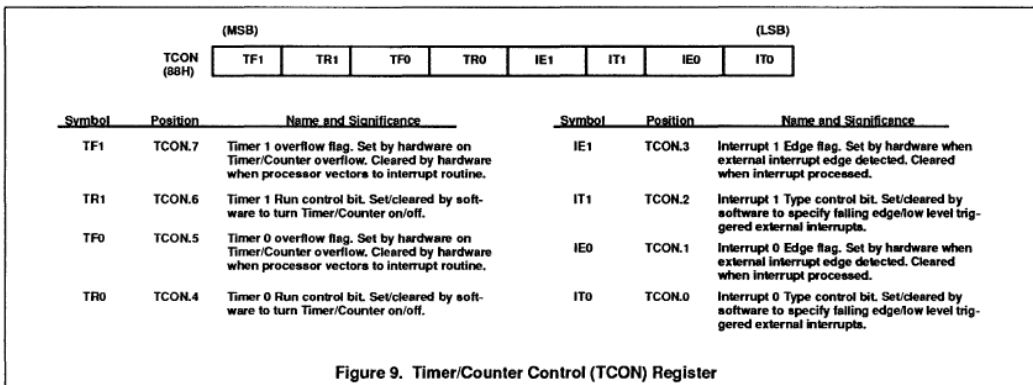 (MSB) (LSB)
TCON TF1 TR1 TF0 TR0 IE1 IT1 IE0 IT0
(88H)
Symbol Position Name and Significance
TF1 TCON.7 Timer 1 overflow flag. Set by hardware on
Timer/Counter overflow. Cleared by hardware
when processor vectors to interrupt routine.
TR1 TCON.6 Timer 1 Run control bit. Set/cleared by soft-
ware to turn Timer/Counter on/off.
TF0 TCON.5 Timer 0 overflow flag. Set by hardware on
Timer/Counter overflow. Cleared by hardware
when processor vectors to interrupt routine.
TR0 TCON.4 Timer 0 Run control bit. Set/cleared by soft-
ware to turn Timer/Counter on/off.
Symbol Position Name and Significance
IE1 TCON.3 Interrupt 1 Edge flag. Set by hardware when
external interrupt edge detected. Cleared
when interrupt processed.
IT1 TCON.2 Interrupt 1 Type control bit. Set/cleared by
software to specify falling edge/low level trig-
gered external interrupts.
IE0 TCON.1 Interrupt 0 Edge flag. Set by hardware when
external interrupt edge detected. Cleared
when interrupt processed.
IT0 TCON.0 Interrupt 0 Type control bit. Set/cleared by
software to specify falling edge/low level trig-
gered external interrupts.
Figure 9. Timer/Counter Control (TCON) Register